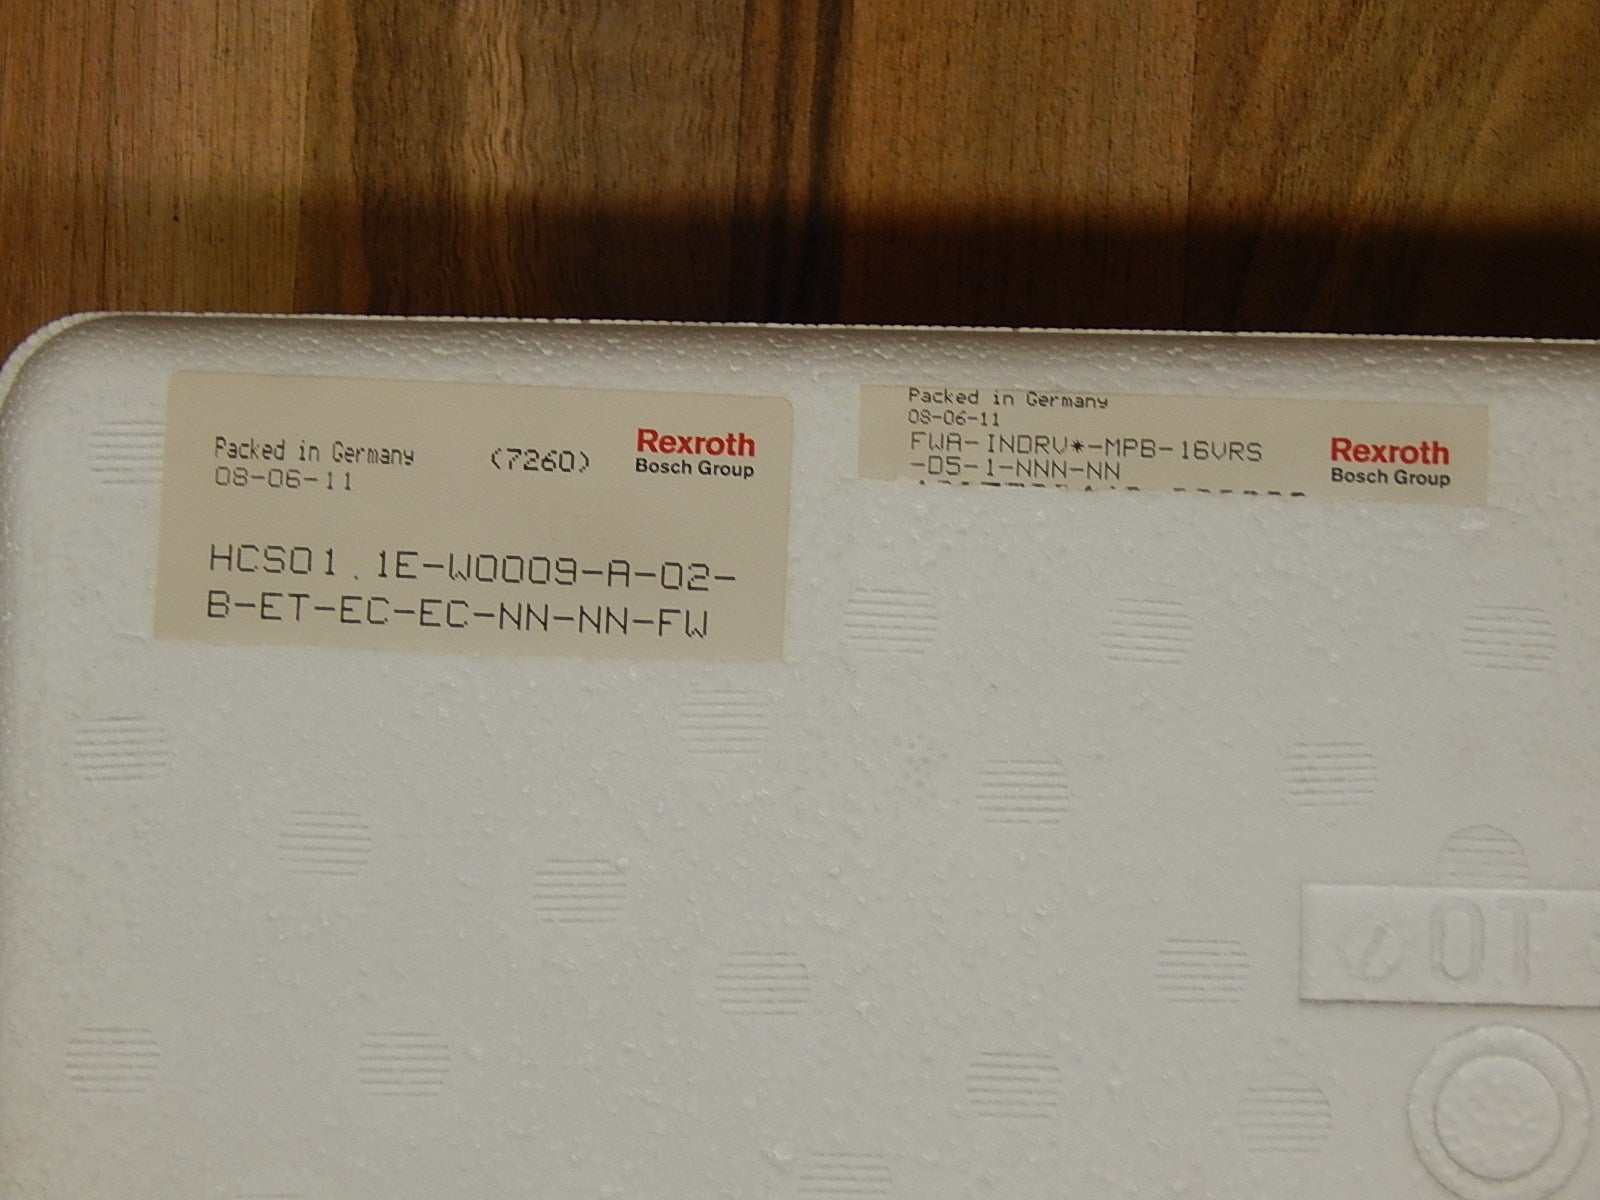 Packed in Germany (7260)
08-06-11
Rexroth
Bosch Group
HCS01.1E-W0009-A-02-
B-ET-EC-EC-NN-NN-FW
Packed in Germany
08-06-11
FWA-INDRV*-MPB-16VRS
-D5-1-NNN-NN
Rexroth
Bosch Group